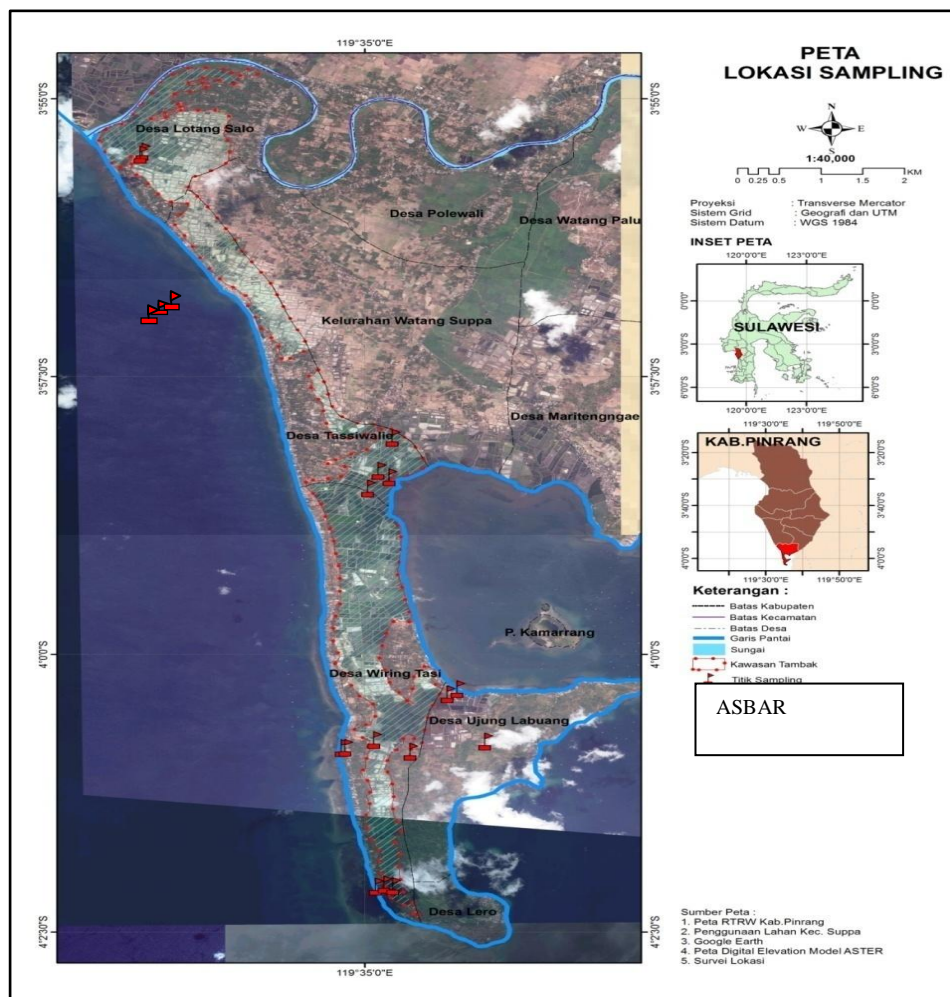 119°35'0"E
3°55'0"S
3°57'30"S
4°0'0"S
4°2'30"S
Desa Lotang Salo
Desa Polewali
Desa Watang Palu
Kelurahan Watang Suppa
Desa Maritengngae
Desa Tassiwalie
P. Kamarrang
Desa Wiring Tasi
Desa Ujung Labuang
Desa Lero
3°55'0"S
3°57'30"S
4°0'0"S
4°2'30"S
119°35'0"E
PETA
LOKASI SAMPLING
N
W E
S
1:40,000
0 0.25 0.5 1 1.5 2 KM
Proyeksi : Transverse Mercator
Sistem Grid : Geografi dan UTM
Sistem Datum : WGS 1984
INSET PETA
120°0'0"E 123°0'0"E
0°0'0"
3°0'0"S
6°0'0"S
SULAWESI
0°0'0"
3°0'0"S
6°0'0"S
120°0'0"E 123°0'0"E
119°30'0"E 119°50'0"E
3°20'0"S
3°40'0"S
4°0'0"S
KAB.PINRANG
3°20'0"S
3°40'0"S
4°0'0"S
119°30'0"E 119°50'0"E
Keterangan :
Batas Kabupaten
Batas Kecamatan
Batas Desa
Garis Pantai
Sungai
Kawasan Tambak
Titik Sampling
ASBAR
Sumber Peta :
1. Peta RTRW Kab.Pinrang
2. Penggunaan Lahan Kec. Suppa
3. Google Earth
4. Peta Digital Elevation Model ASTER
5. Survei Lokasi